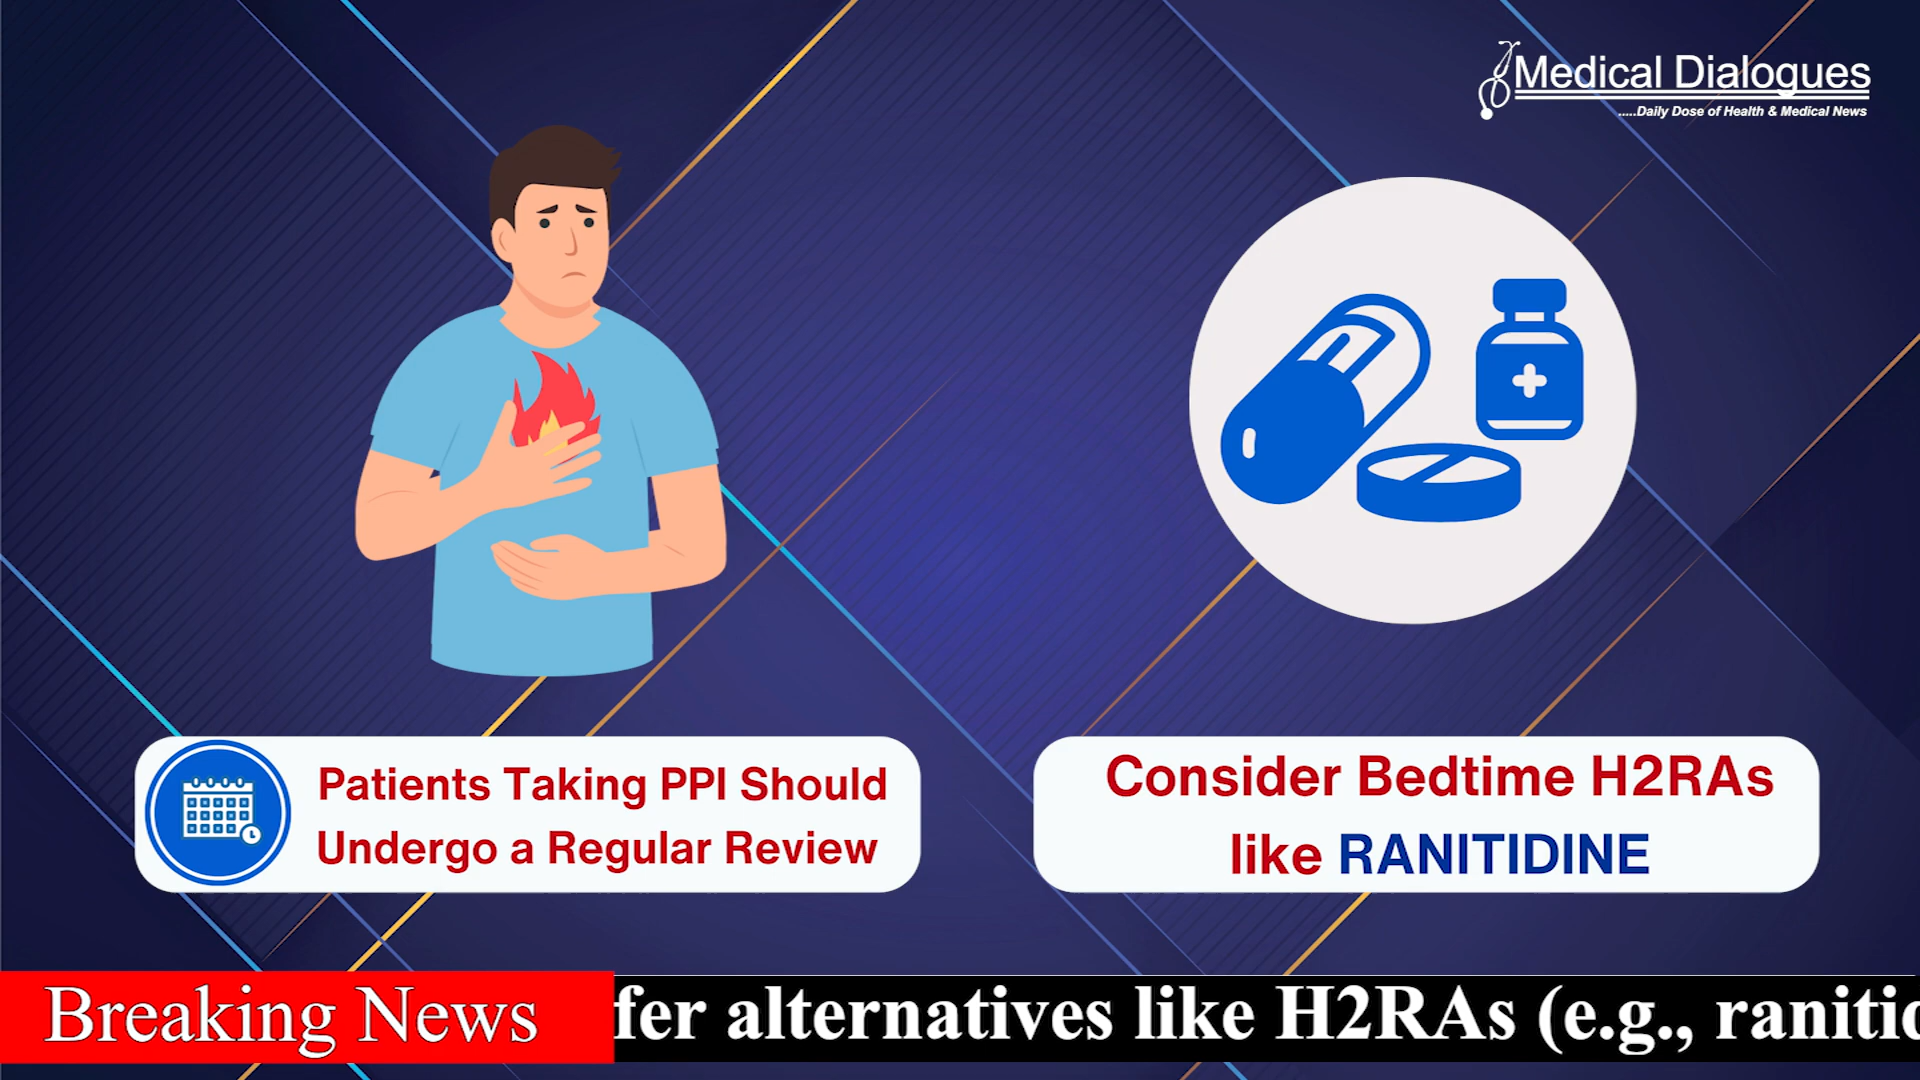 Medical Dialogues
.....Daily Dose of Health & Medical News
Patients Taking PPI Should
Undergo a Regular Review
Consider Bedtime H2RAs
like RANITIDINE
Breaking News
fer alternatives like H2RAs (e.g., ranitid